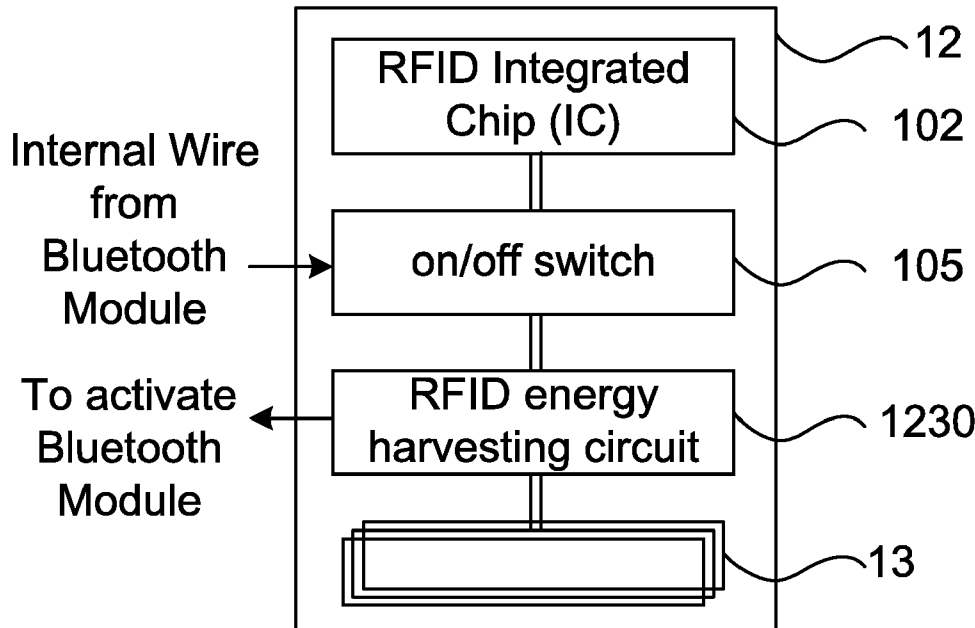 12
RFID Integrated
Chip (IC)
102
Internal Wire
from
Bluetooth
Module
on/off switch
105
To activate
Bluetooth
Module
RFID energy
harvesting circuit
1230
13